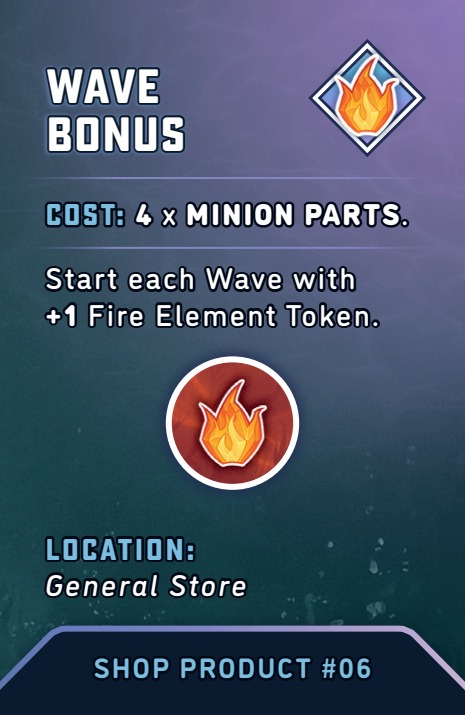 WAVE
BONUS
COST: 4 x MINION PARTS.
Start each Wave with
+1 Fire Element Token.
LOCATION:
General Store
SHOP PRODUCT #06